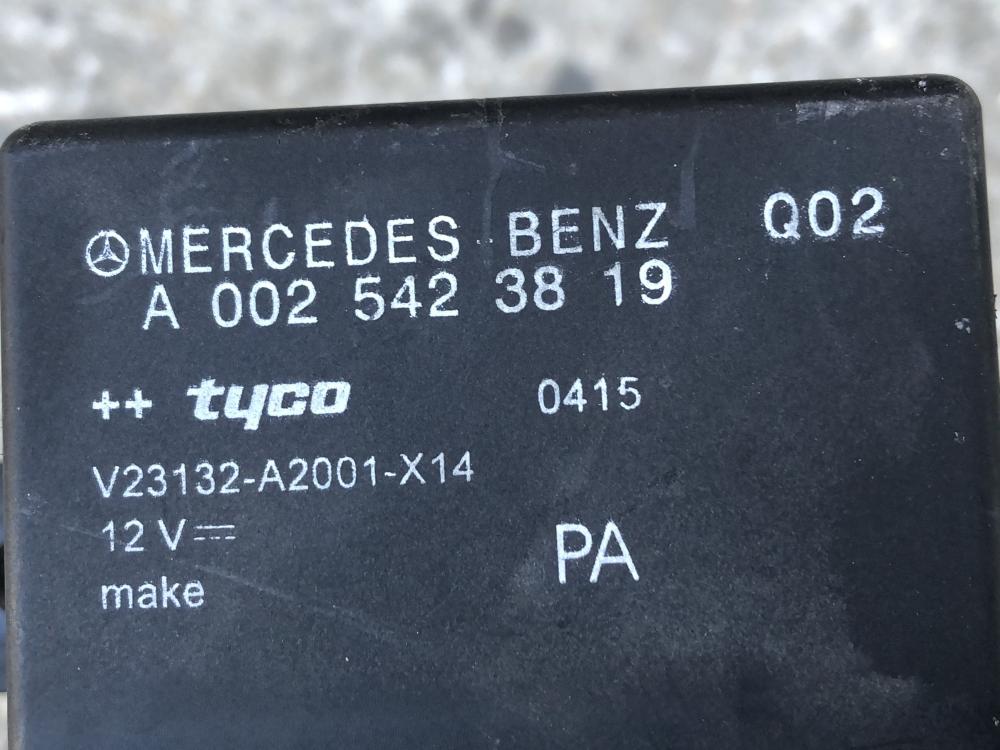 MERCEDES BENZ Q02
A 002 542 38 19
++ tyco 0415
V23132-A2001-X14
12 V⎓
PA
make